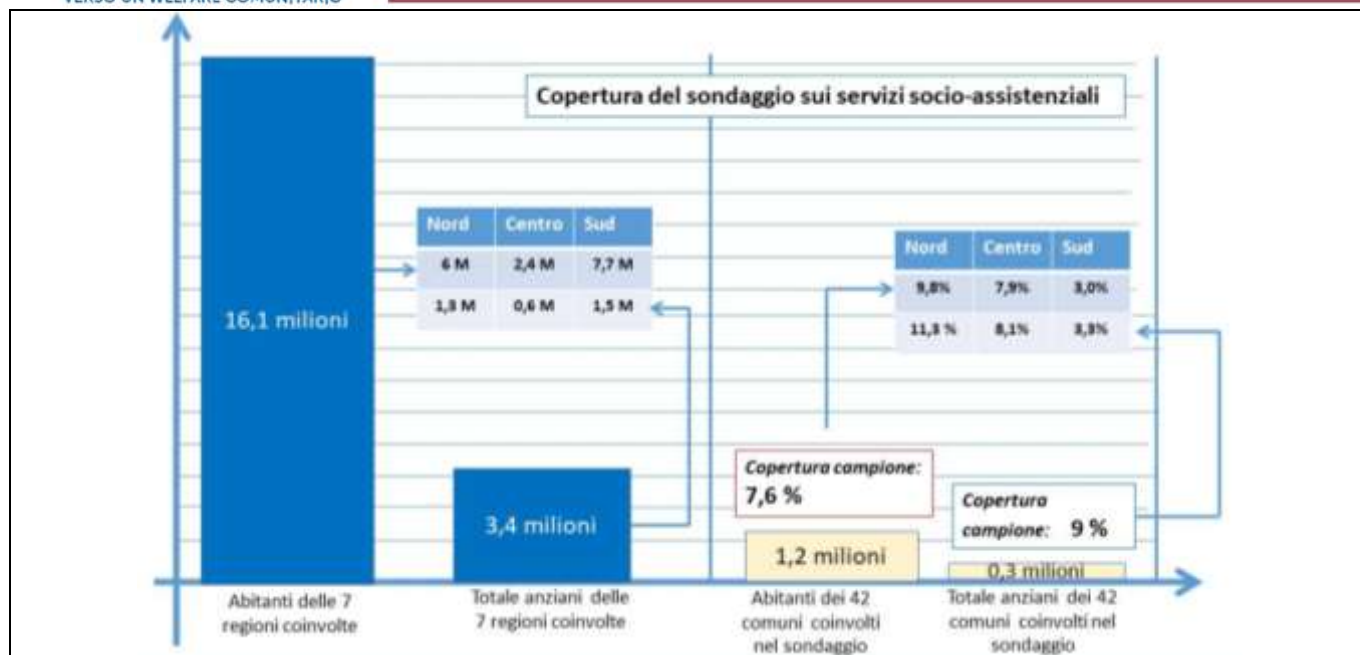 VERSO UN WELFARE COMUNITARIO
Copertura del sondaggio sui servizi socio-assistenziali
Nord Centro Sud
6 M 2,4 M 7,7 M
1,3 M 0,6 M 1,5 M
Nord Centro Sud
9,8% 7,9% 3,0%
11,3 % 8,1% 3,3%
16,1 milioni
3,4 milioni
Copertura campione:
7,6 %
Copertura
campione: 9 %
1,2 milioni
0,3 milioni
Abitanti delle 7
regioni coinvolte
Totale anziani delle
7 regioni coinvolte
Abitanti dei 42
comuni coinvolti
nel sondaggio
Totale anziani dei 42
comuni coinvolti nel
sondaggio